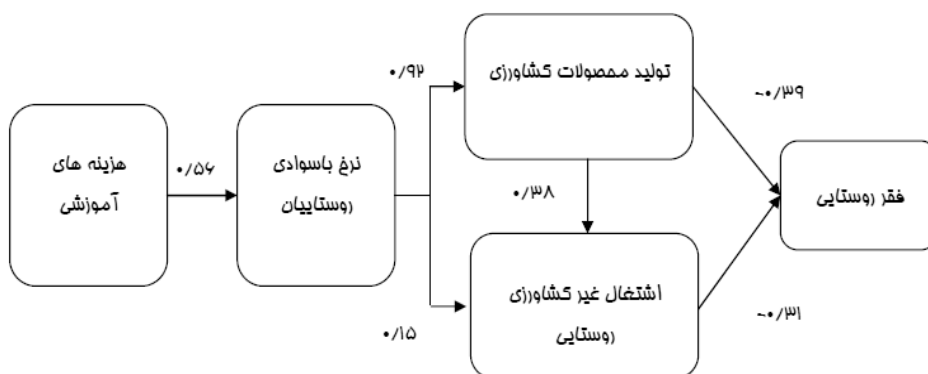 هزینه های
آموزشی
۰/۵۶
نرخ باسوادی
روستاییان
۰/۹۲
۰/۱۵
تولید محصولات کشاورزی
۰/۳۸
اشتغال غیر کشاورزی
روستایی
-۰/۳۹
-۰/۳۱
فقر روستایی